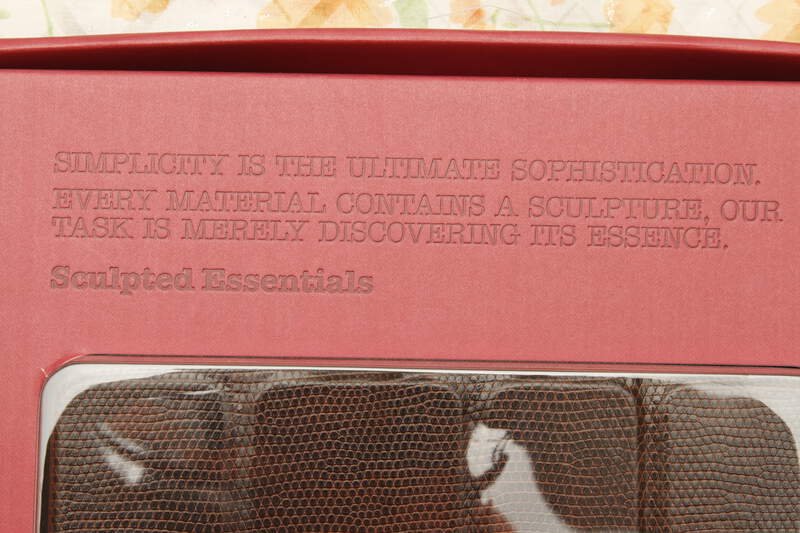 SIMPLICITY IS THE ULTIMATE SOPHISTICATION.
EVERY MATERIAL CONTAINS A SCULPTURE, OUR
TASK IS MERELY DISCOVERING ITS ESSENCE.
Sculpted Essentials